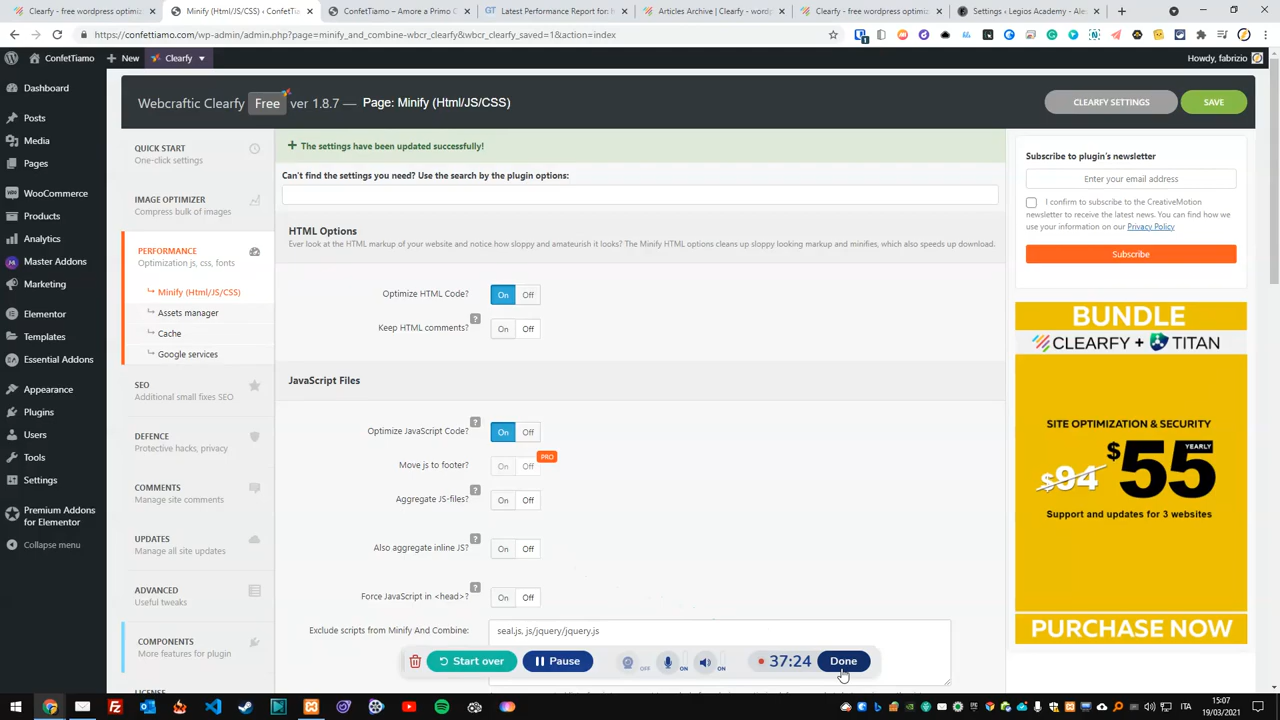 Clearfy - free wordpress optimiz
Minify (Html/JS/CSS) ‹ ConfetTi
ConfetTiamo – Amore a Primo C
Latest Performance Report for: h
Articles Archive | Clearfy - wordp
Clearfy - free wordpress optimiz
Settings ‹ Legios Academy - Ale
https://confettiamo.com/wp-admin/admin.php?page=minify_and_combine-wbcr_clearfy&wbcr_clearfy_saved=1&action=index
ConfetTiamo
New
Clearfy
Howdy, fabrizio
Dashboard
Posts
Media
Pages
WooCommerce
Products
Analytics
Master Addons
Marketing
Elementor
Templates
Essential Addons
Appearance
Plugins
Users
Tools
Settings
Premium Addons
for Elementor
Collapse menu
Webcraftic Clearfy Free ver 1.8.7 — Page: Minify (Html/JS/CSS)
CLEARFY SETTINGS
SAVE
QUICK START
One-click settings
IMAGE OPTIMIZER
Compress bulk of images
PERFORMANCE
Optimization js, css, fonts
Minify (Html/JS/CSS)
Assets manager
Cache
Google services
SEO
Additional small fixes SEO
DEFENCE
Protective hacks, privacy
COMMENTS
Manage site comments
UPDATES
Manage all site updates
ADVANCED
Useful tweaks
COMPONENTS
More features for plugin
LICENSE
The settings have been updated successfully!
Can't find the settings you need? Use the search by the plugin options:
HTML Options
Ever look at the HTML markup of your website and notice how sloppy and amateurish it looks? The Minify HTML options cleans up sloppy looking markup and minifies, which also speeds up download.
Optimize HTML Code? On Off
Keep HTML comments? ? On Off
JavaScript Files
Optimize JavaScript Code? ? On Off
Move js to footer? On Off PRO
Aggregate JS-files? ? On Off
Also aggregate inline JS? ? On Off
Force JavaScript in <head>? ? On Off
Exclude scripts from Minify And Combine: seal.js, js/jquery/jquery.js
Start over
Pause
OFF
ON
ON
37:24
Done
Subscribe to plugin's newsletter
Enter your email address
I confirm to subscribe to the CreativeMotion
newsletter to receive the latest news. You can find how we
use your information on our Privacy Policy
Subscribe
BUNDLE
CLEARFY + TITAN
SITE OPTIMIZATION & SECURITY
$94 $55 YEARLY
Support and updates for 3 websites
PURCHASE NOW
15:07
19/03/2021